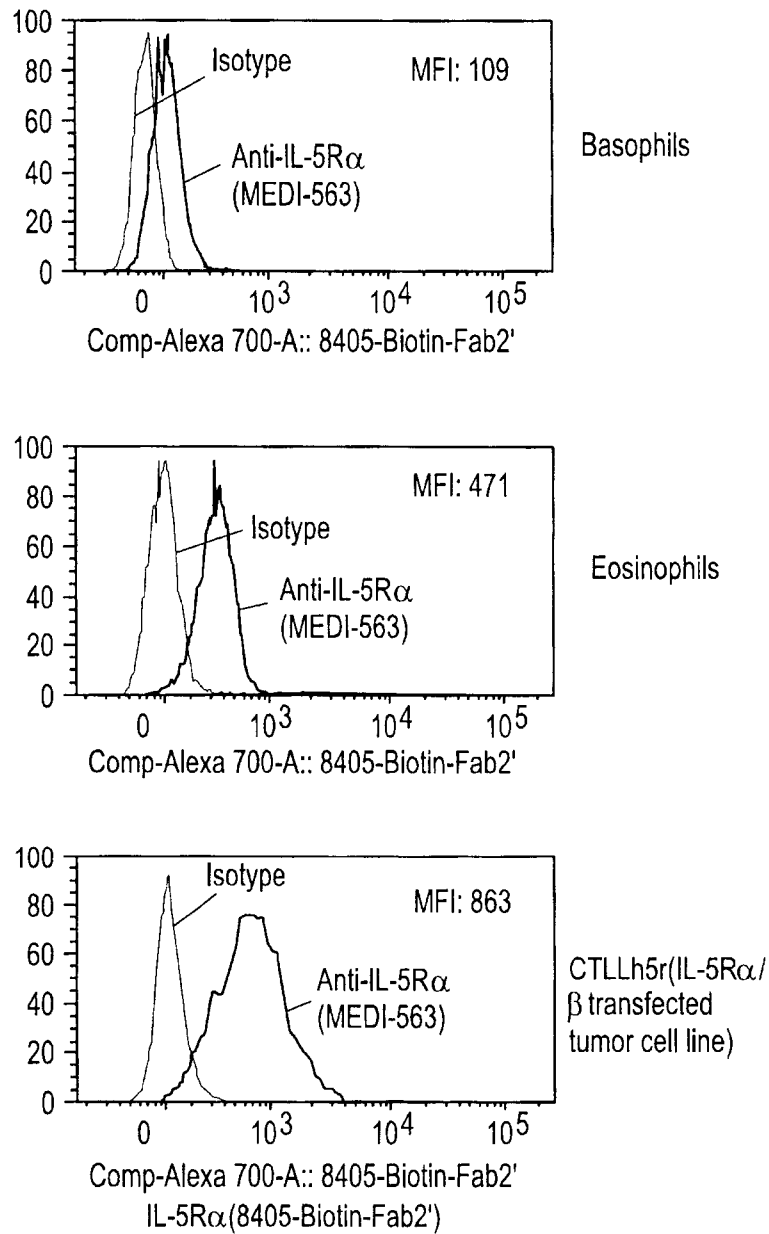 100
80
60
40
20
0
Isotype
MFI: 109
Anti-IL-5Rα
(MEDI-563)
Basophils
0 10³ 10⁴ 10⁵
Comp-Alexa 700-A:: 8405-Biotin-Fab2'
100
80
60
40
20
0
MFI: 471
Isotype
Anti-IL-5Rα
(MEDI-563)
Eosinophils
0 10³ 10⁴ 10⁵
Comp-Alexa 700-A:: 8405-Biotin-Fab2'
100
80
60
40
20
0
Isotype
MFI: 863
Anti-IL-5Rα
(MEDI-563)
CTLLh5r(IL-5Rα/
β transfected
tumor cell line)
0 10³ 10⁴ 10⁵
Comp-Alexa 700-A:: 8405-Biotin-Fab2'
IL-5Rα(8405-Biotin-Fab2')